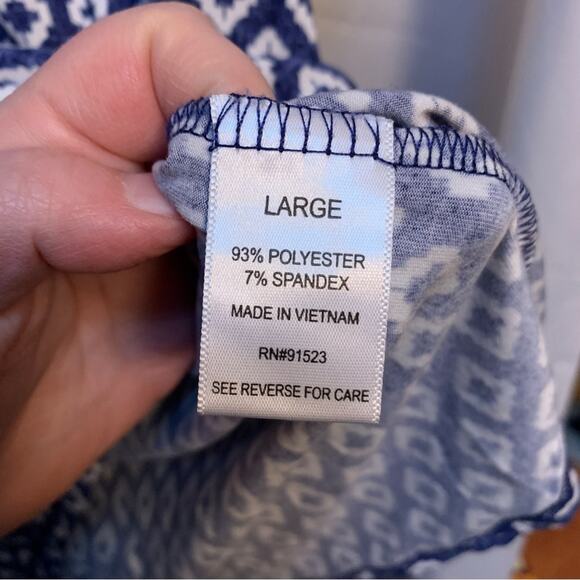 LARGE
93% POLYESTER
7% SPANDEX
MADE IN VIETNAM
RN#91523
SEE REVERSE FOR CARE